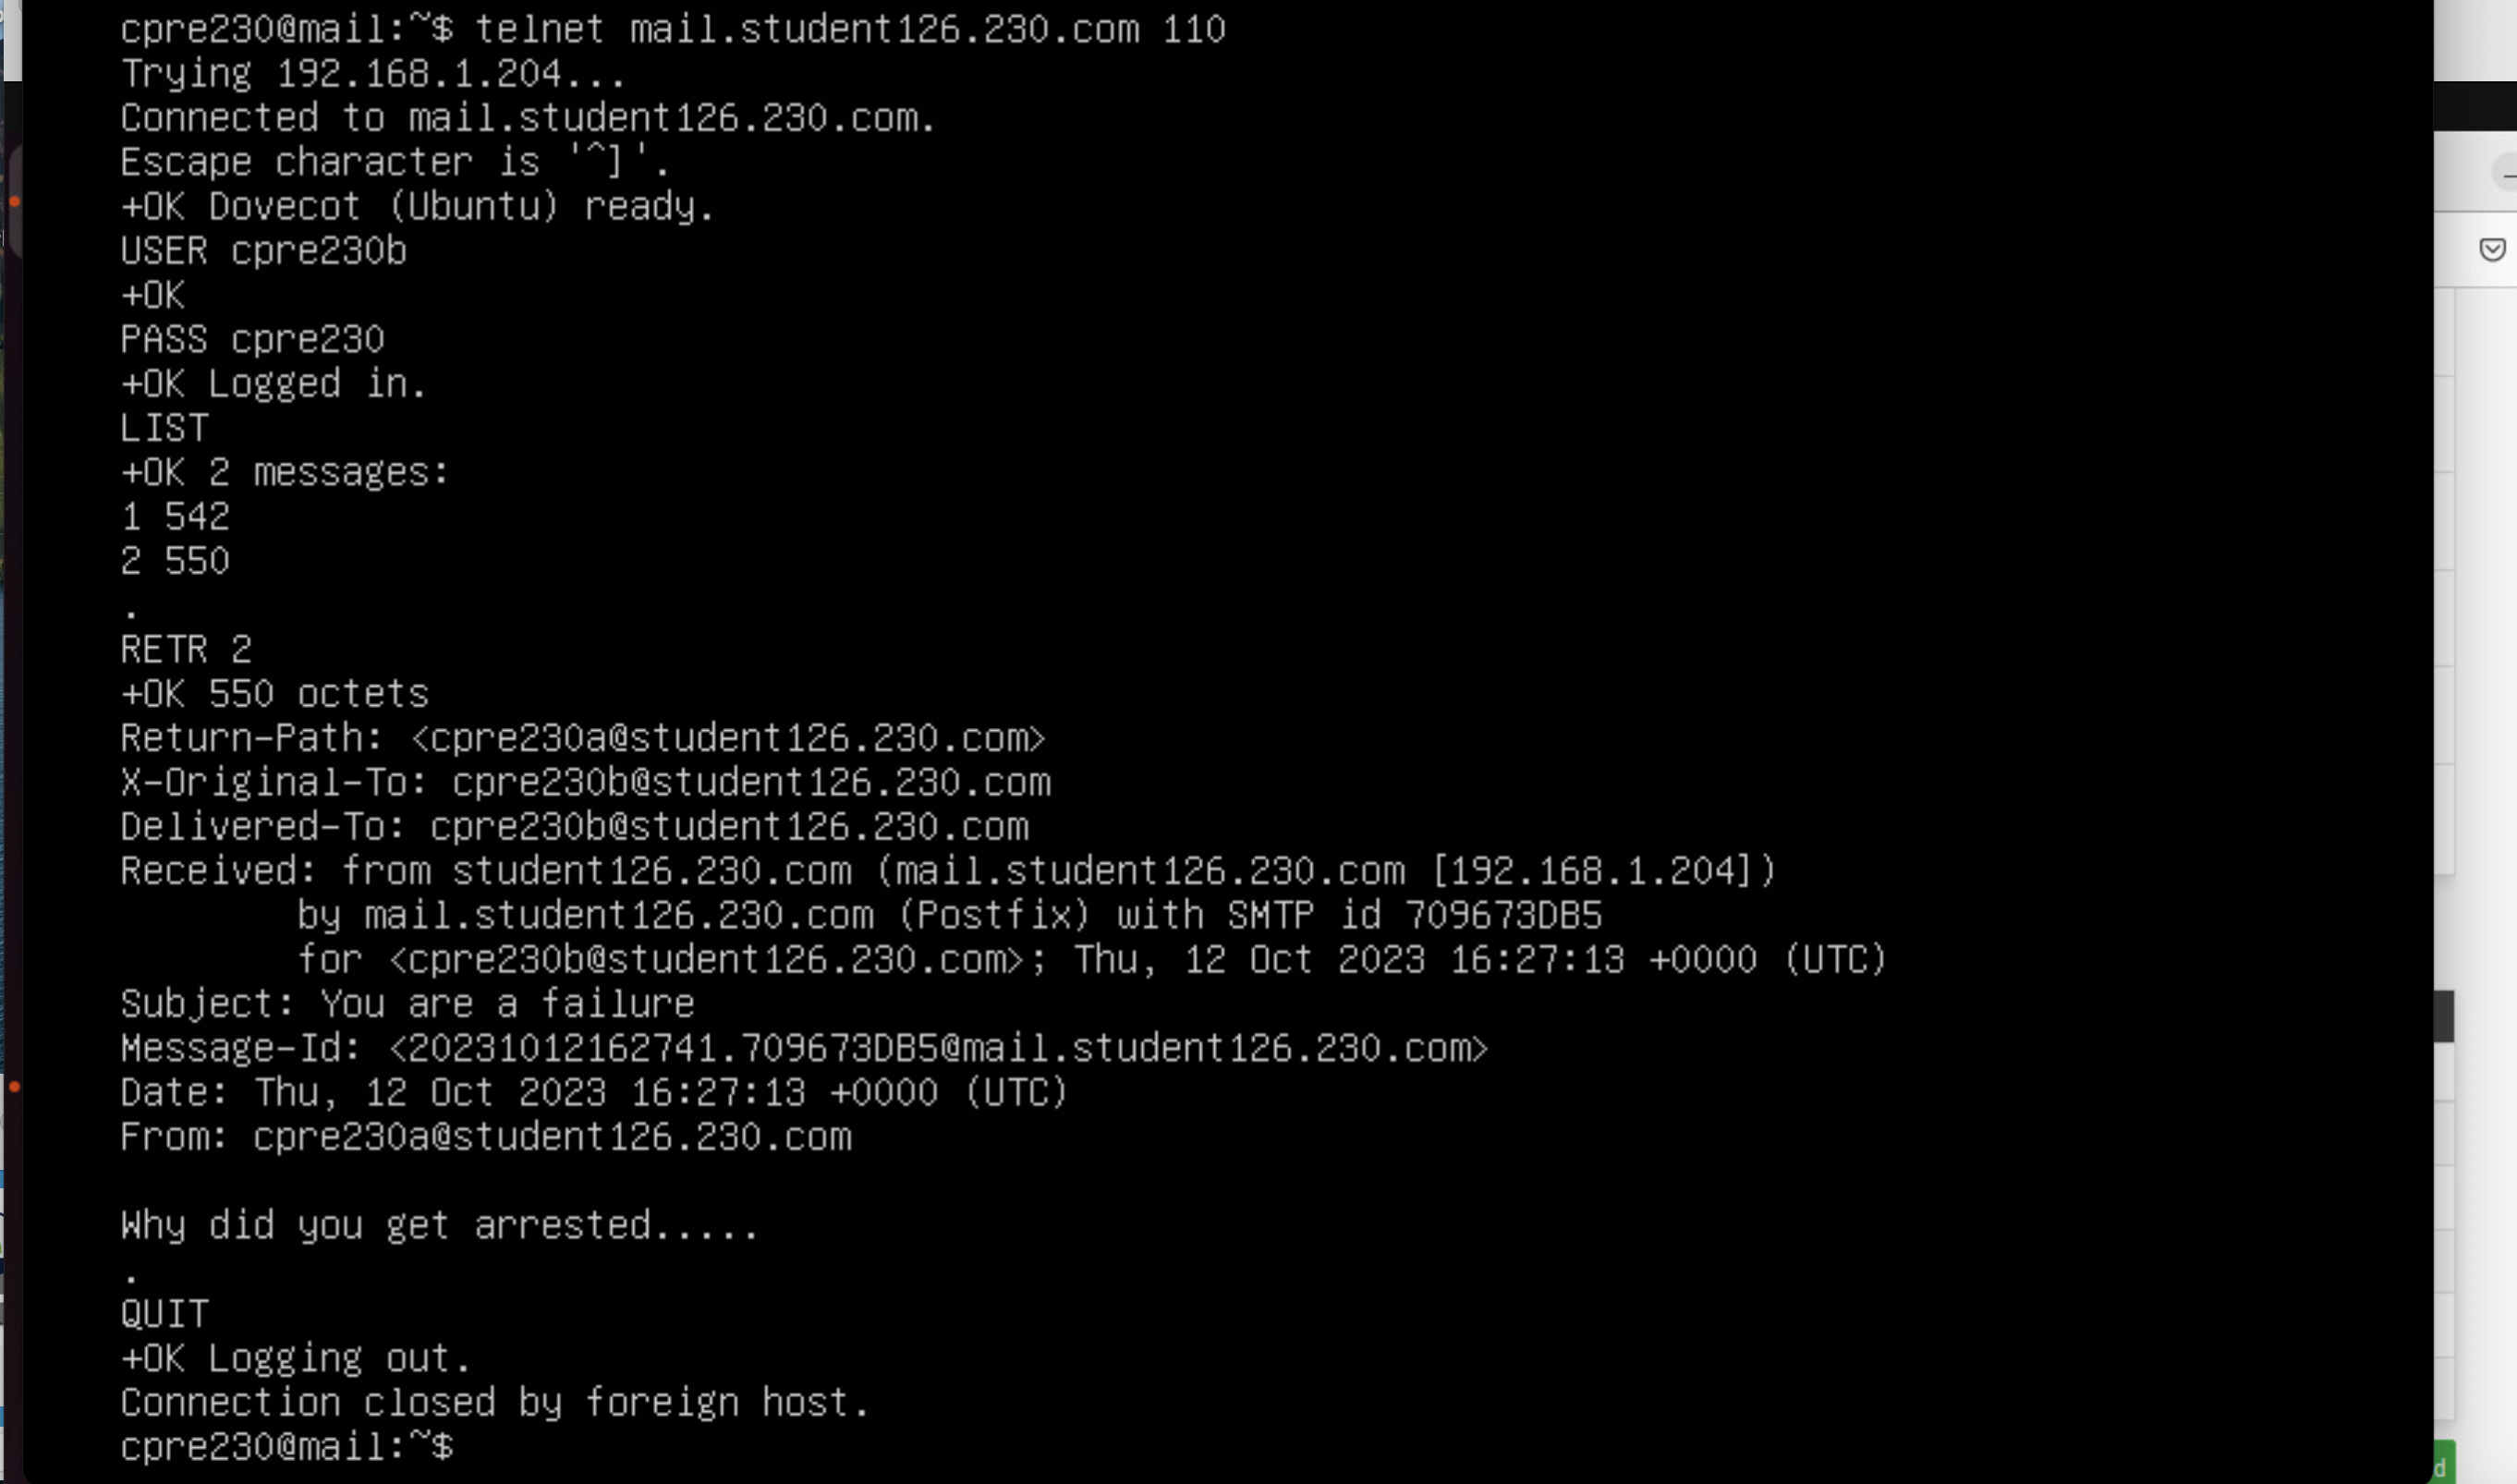 cpre230@mail:~$ telnet mail.student126.230.com 110
Trying 192.168.1.204...
Connected to mail.student126.230.com.
Escape character is '^]'.
+OK Dovecot (Ubuntu) ready.
USER cpre230b
+OK
PASS cpre230
+OK Logged in.
LIST
+OK 2 messages:
1 542
2 550
.
RETR 2
+OK 550 octets
Return-Path: <cpre230a@student126.230.com>
X-Original-To: cpre230b@student126.230.com
Delivered-To: cpre230b@student126.230.com
Received: from student126.230.com (mail.student126.230.com [192.168.1.204])
        by mail.student126.230.com (Postfix) with SMTP id 709673DB5
        for <cpre230b@student126.230.com>; Thu, 12 Oct 2023 16:27:13 +0000 (UTC)
Subject: You are a failure
Message-Id: <20231012162741.709673DB5@mail.student126.230.com>
Date: Thu, 12 Oct 2023 16:27:13 +0000 (UTC)
From: cpre230a@student126.230.com

Why did you get arrested.....
.
QUIT
+OK Logging out.
Connection closed by foreign host.
cpre230@mail:~$